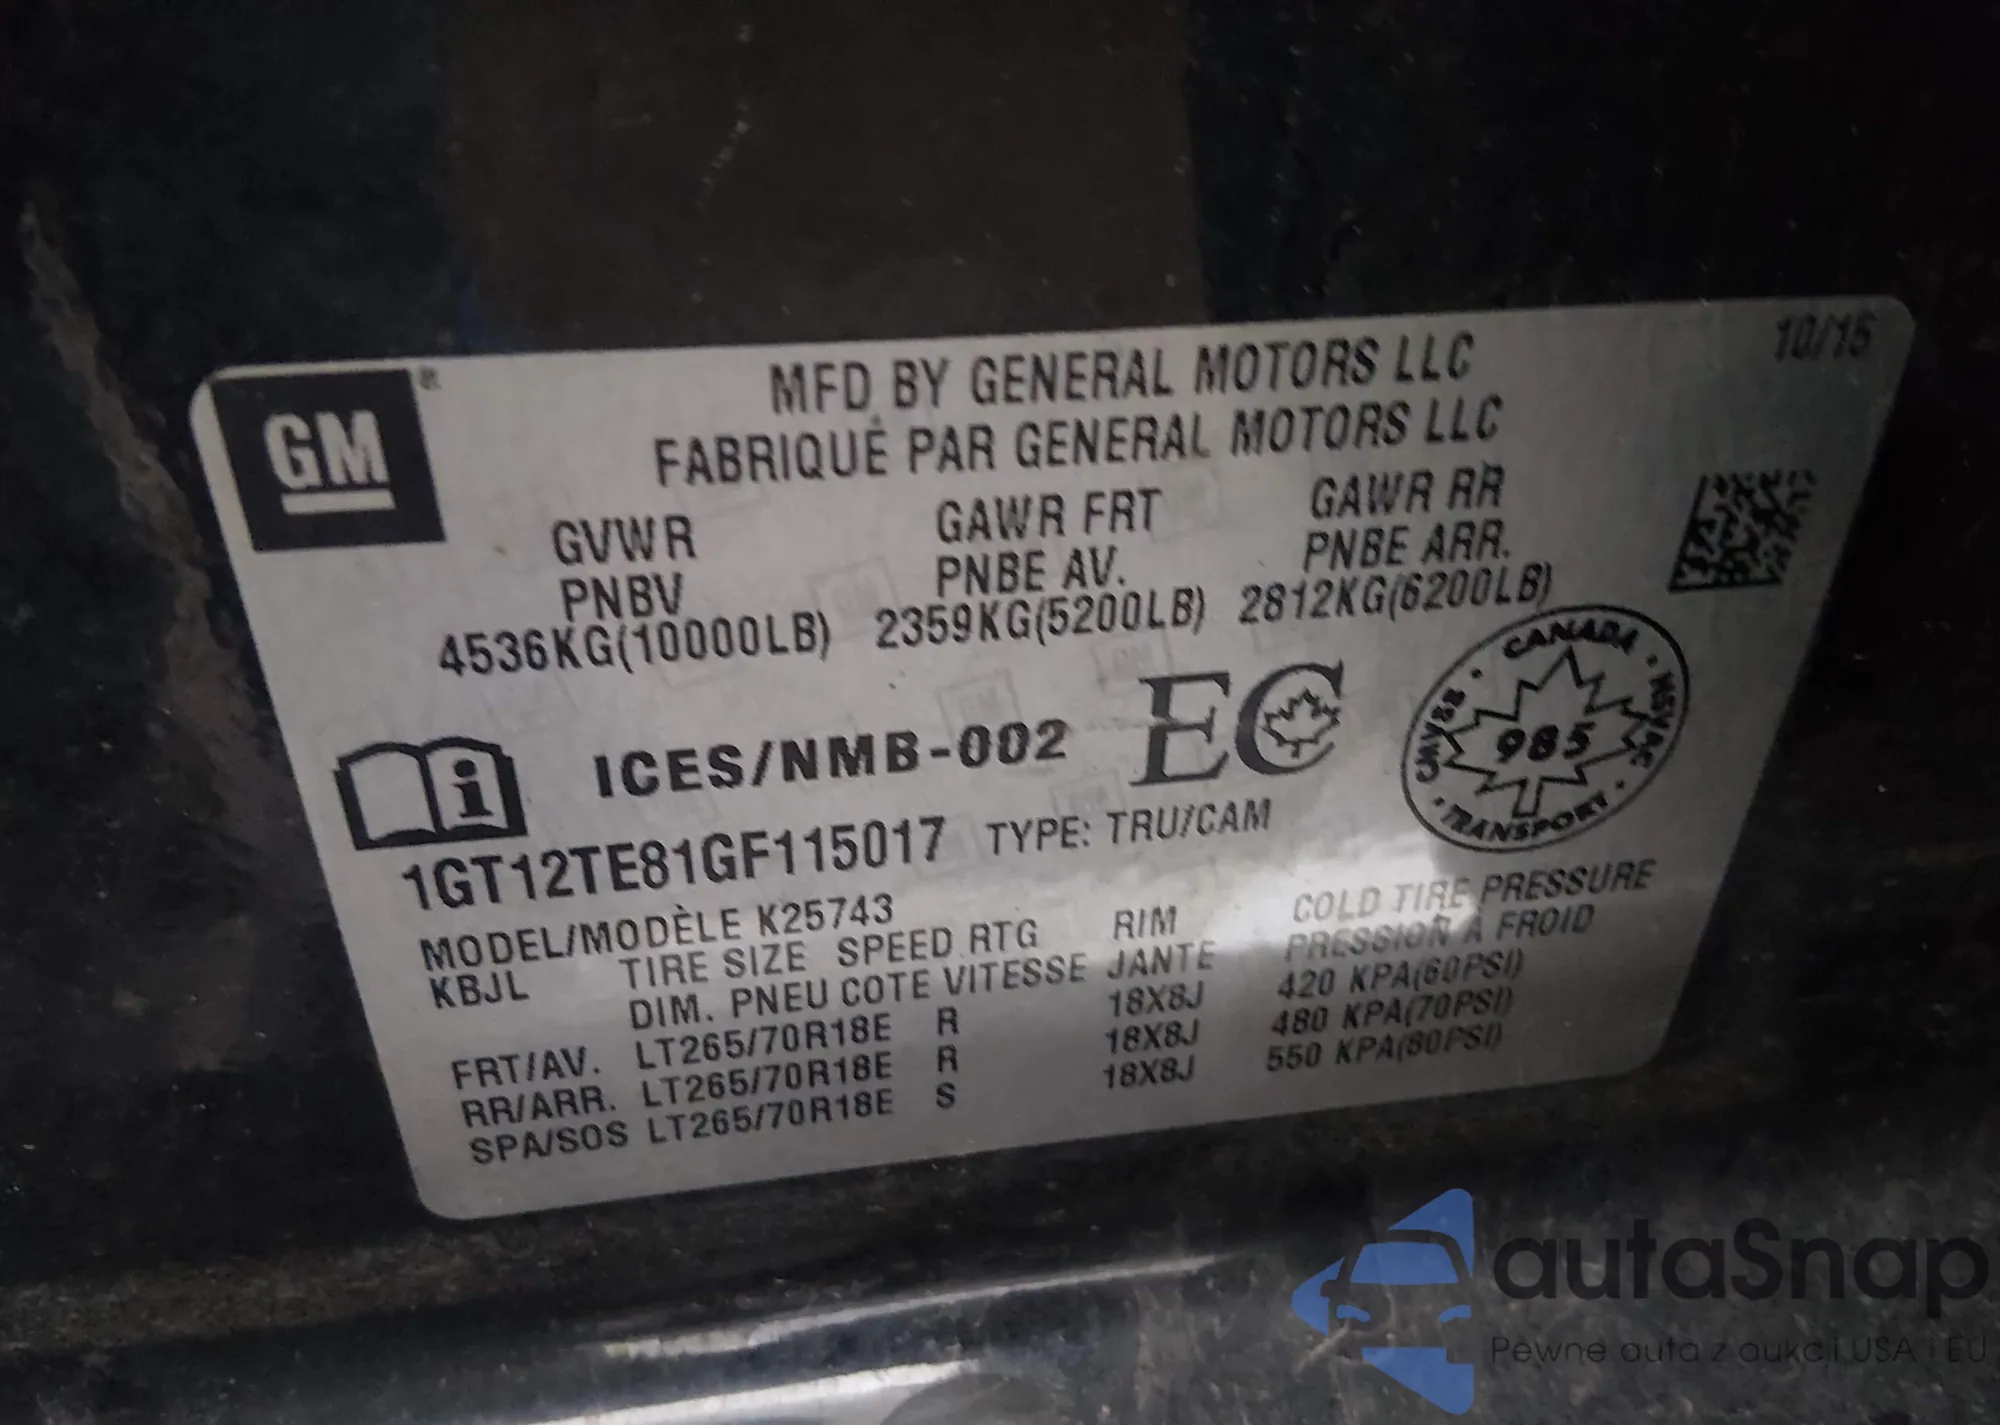 10/15
GM
®
MFD BY GENERAL MOTORS LLC
FABRIQUÉ PAR GENERAL MOTORS LLC
GVWR GAWR FRT GAWR RR
PNBV PNBE AV. PNBE ARR.
4536KG(10000LB) 2359KG(5200LB) 2812KG(6200LB)
i ICES/NMB-002 EC
CANADA · NSVAC · TRANSPORT · CMVSS ·
985
1GT12TE81GF115017 TYPE: TRU/CAM
MODEL/MODÈLE K25743
KBJL TIRE SIZE SPEED RTG RIM COLD TIRE PRESSURE
DIM. PNEU COTE VITESSE JANTE PRESSION À FROID
FRT/AV. LT265/70R18E R 18X8J 420 KPA(60PSI)
RR/ARR. LT265/70R18E R 18X8J 480 KPA(70PSI)
SPA/SOS LT265/70R18E S 18X8J 550 KPA(80PSI)
autaSnap
Pewne auta z aukcji USA i EU